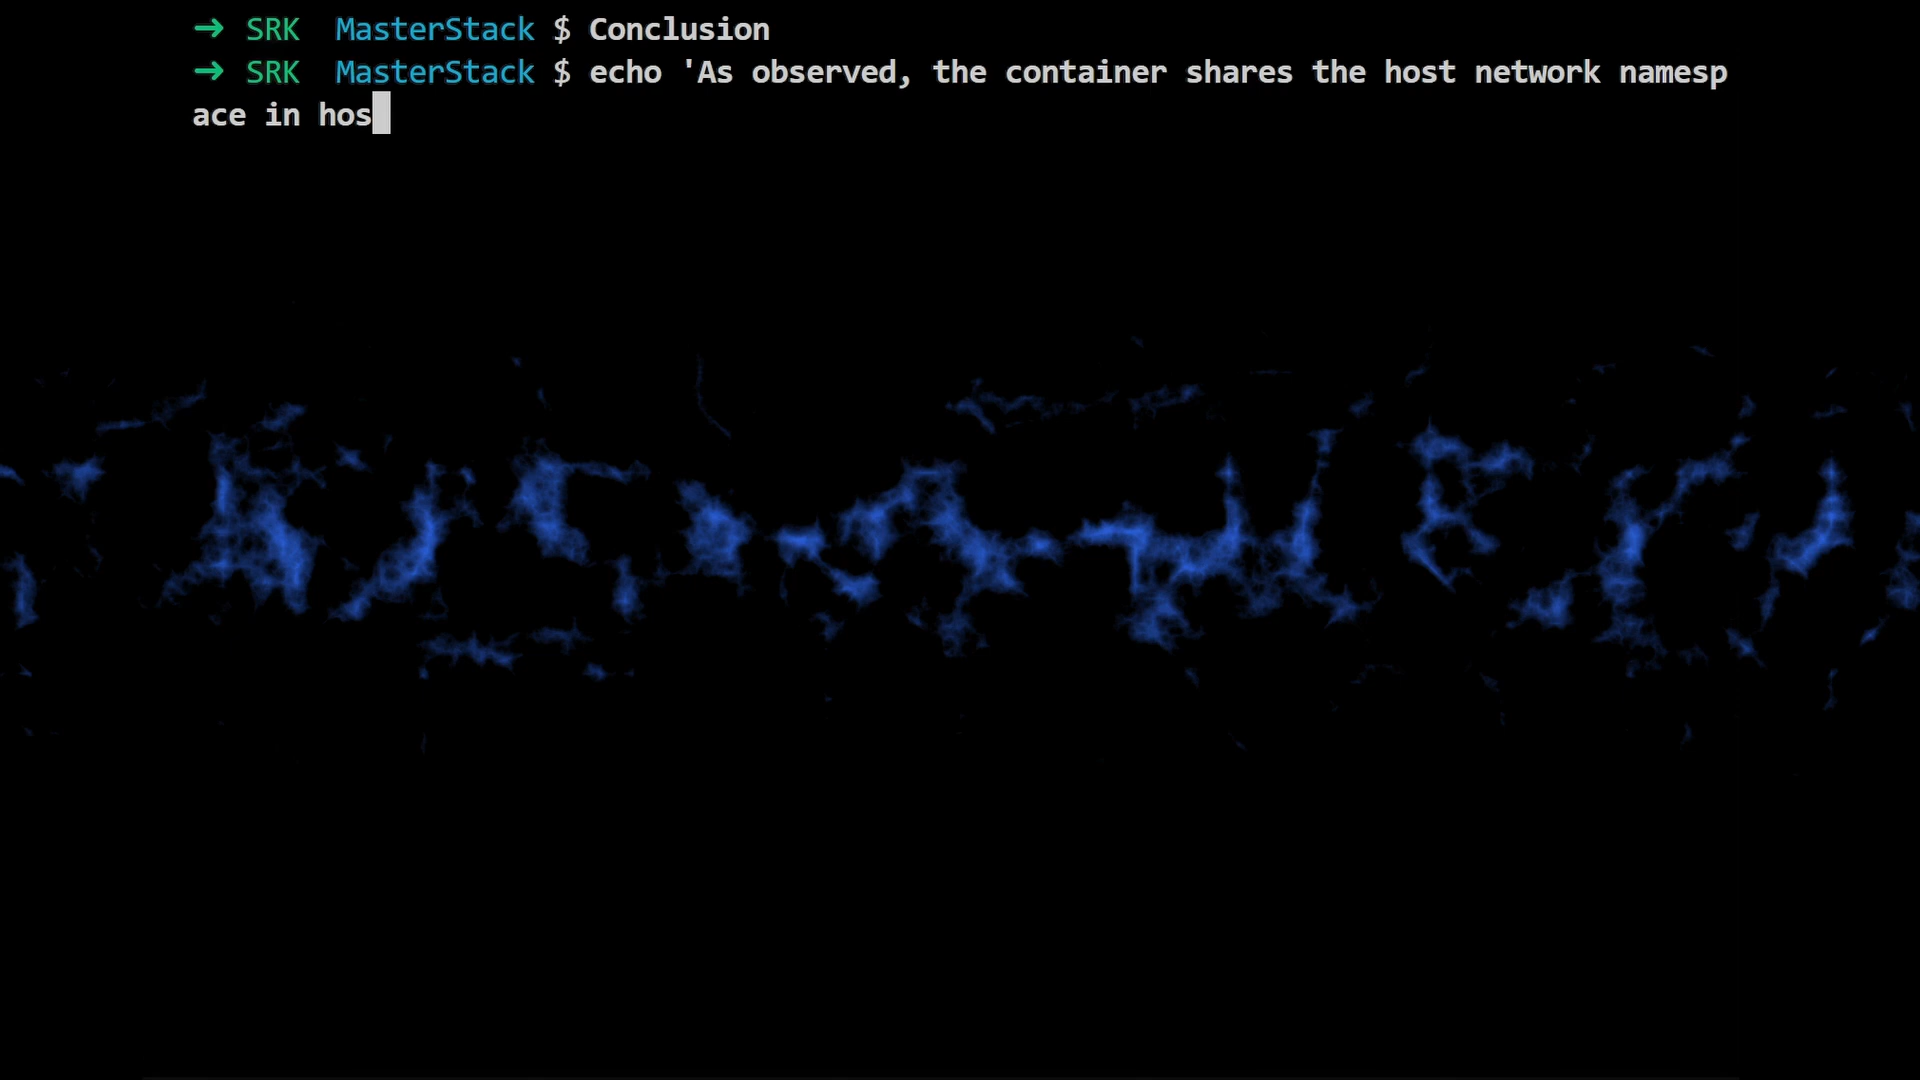 → SRK  MasterStack $ Conclusion
→ SRK  MasterStack $ echo 'As observed, the container shares the host network namesp
ace in hos